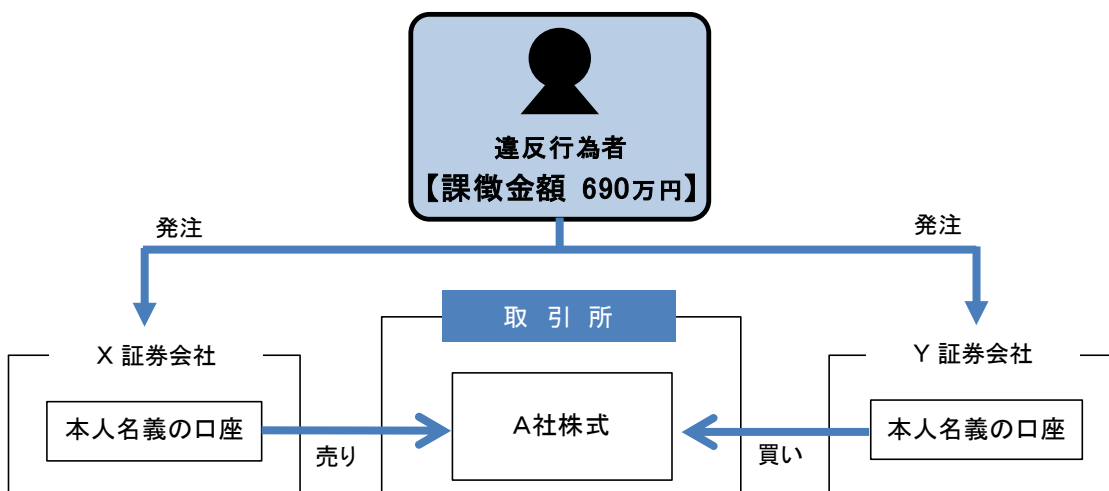 違反行為者
【課徴金額 690万円】
発注
発注
取引所
X 証券会社
Y 証券会社
本人名義の口座
売り
A社株式
買い
本人名義の口座